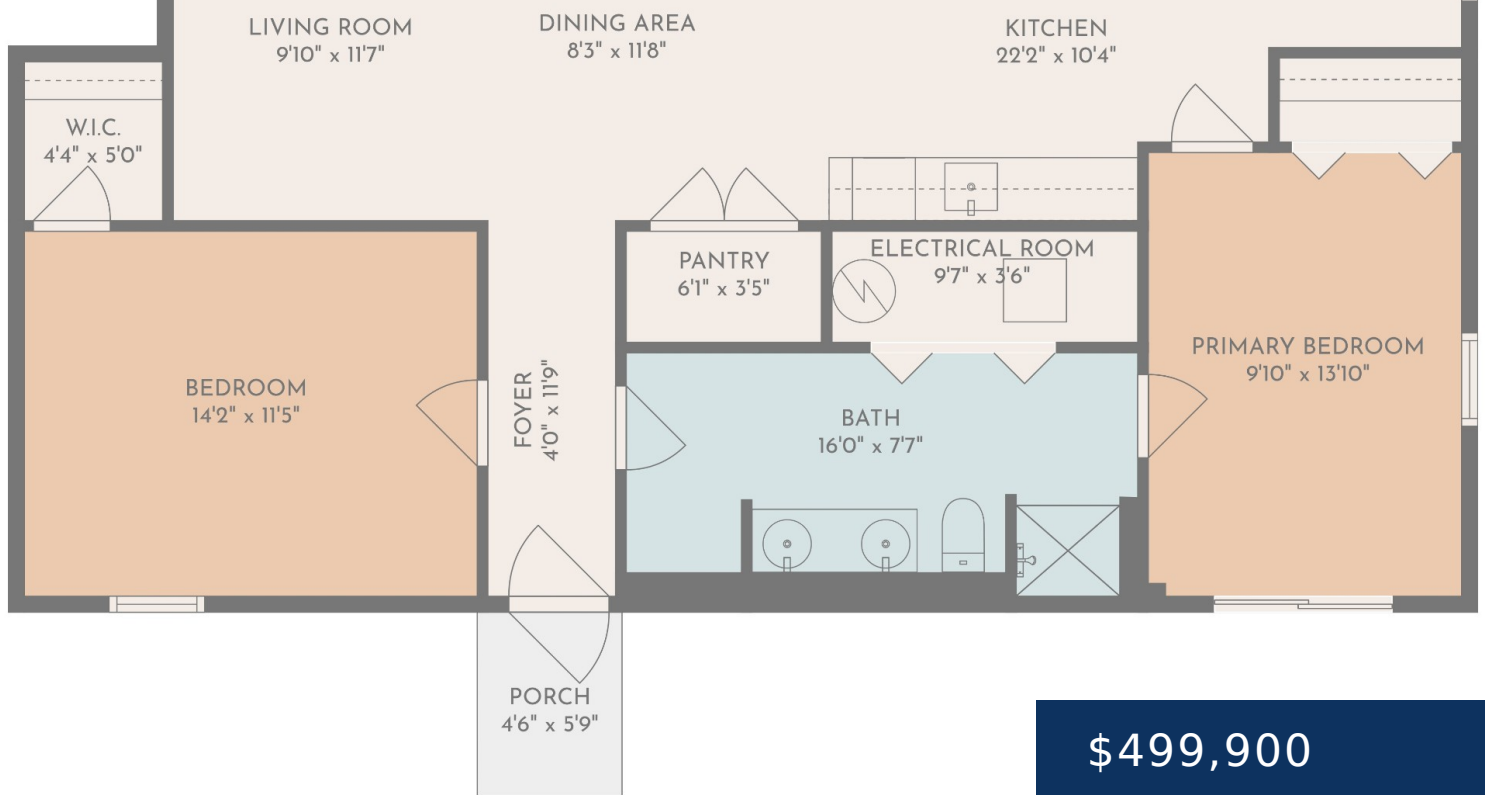 LIVING ROOM
9'10" x 11'7"
DINING AREA
8'3" x 11'8"
KITCHEN
22'2" x 10'4"
W.I.C.
4'4" x 5'0"
PANTRY
6'1" x 3'5"
ELECTRICAL ROOM
9'7" x 3'6"
PRIMARY BEDROOM
9'10" x 13'10"
BEDROOM
14'2" x 11'5"
FOYER
4'0" x 11'9"
BATH
16'0" x 7'7"
PORCH
4'6" x 5'9"
$499,900